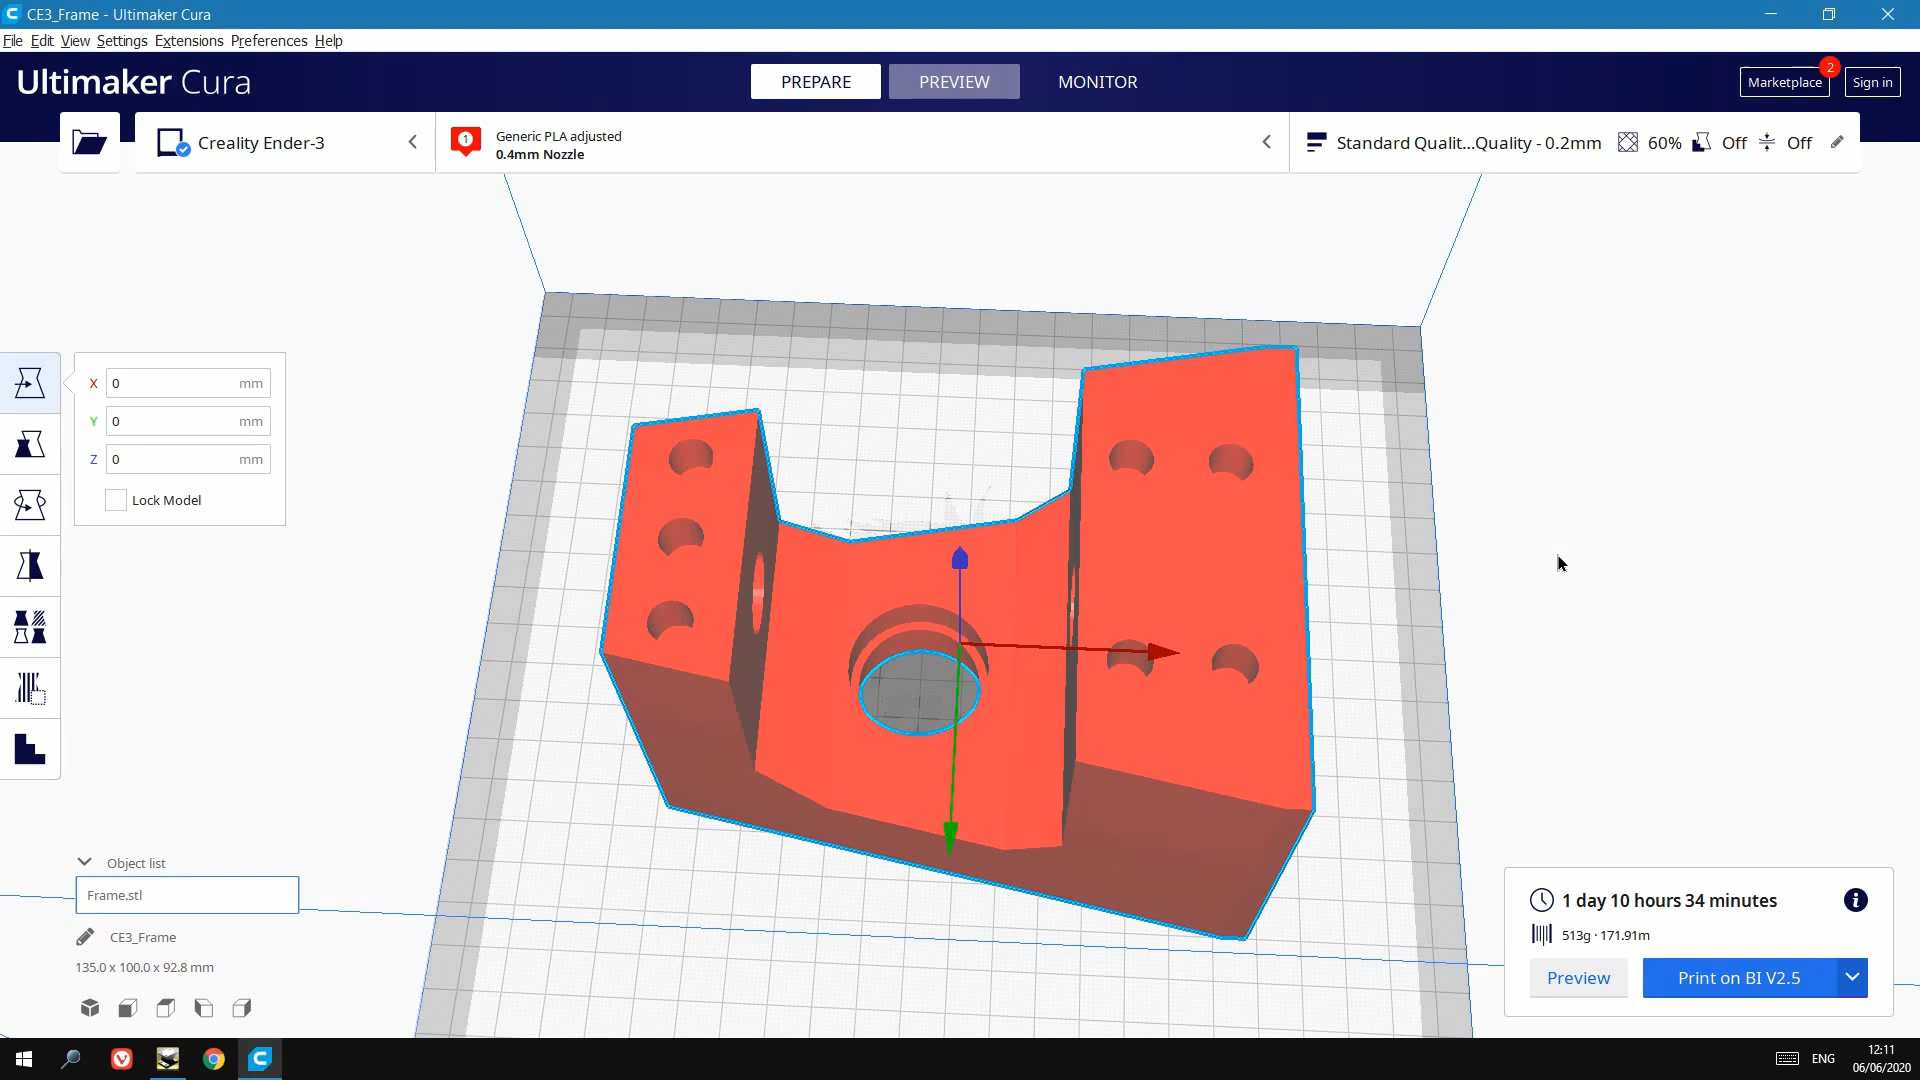 CE3_Frame - Ultimaker Cura
File Edit View Settings Extensions Preferences Help
Ultimaker Cura
PREPARE
PREVIEW
MONITOR
Marketplace
2
Sign in
Creality Ender-3
1
Generic PLA adjusted
0.4mm Nozzle
Standard Qualit...Quality - 0.2mm
60%
Off
Off
X 0 mm
Y 0 mm
Z 0 mm
Lock Model
Object list
Frame.stl
CE3_Frame
135.0 x 100.0 x 92.8 mm
1 day 10 hours 34 minutes
513g · 171.91m
Preview
Print on BI V2.5
ENG
12:11
06/06/2020